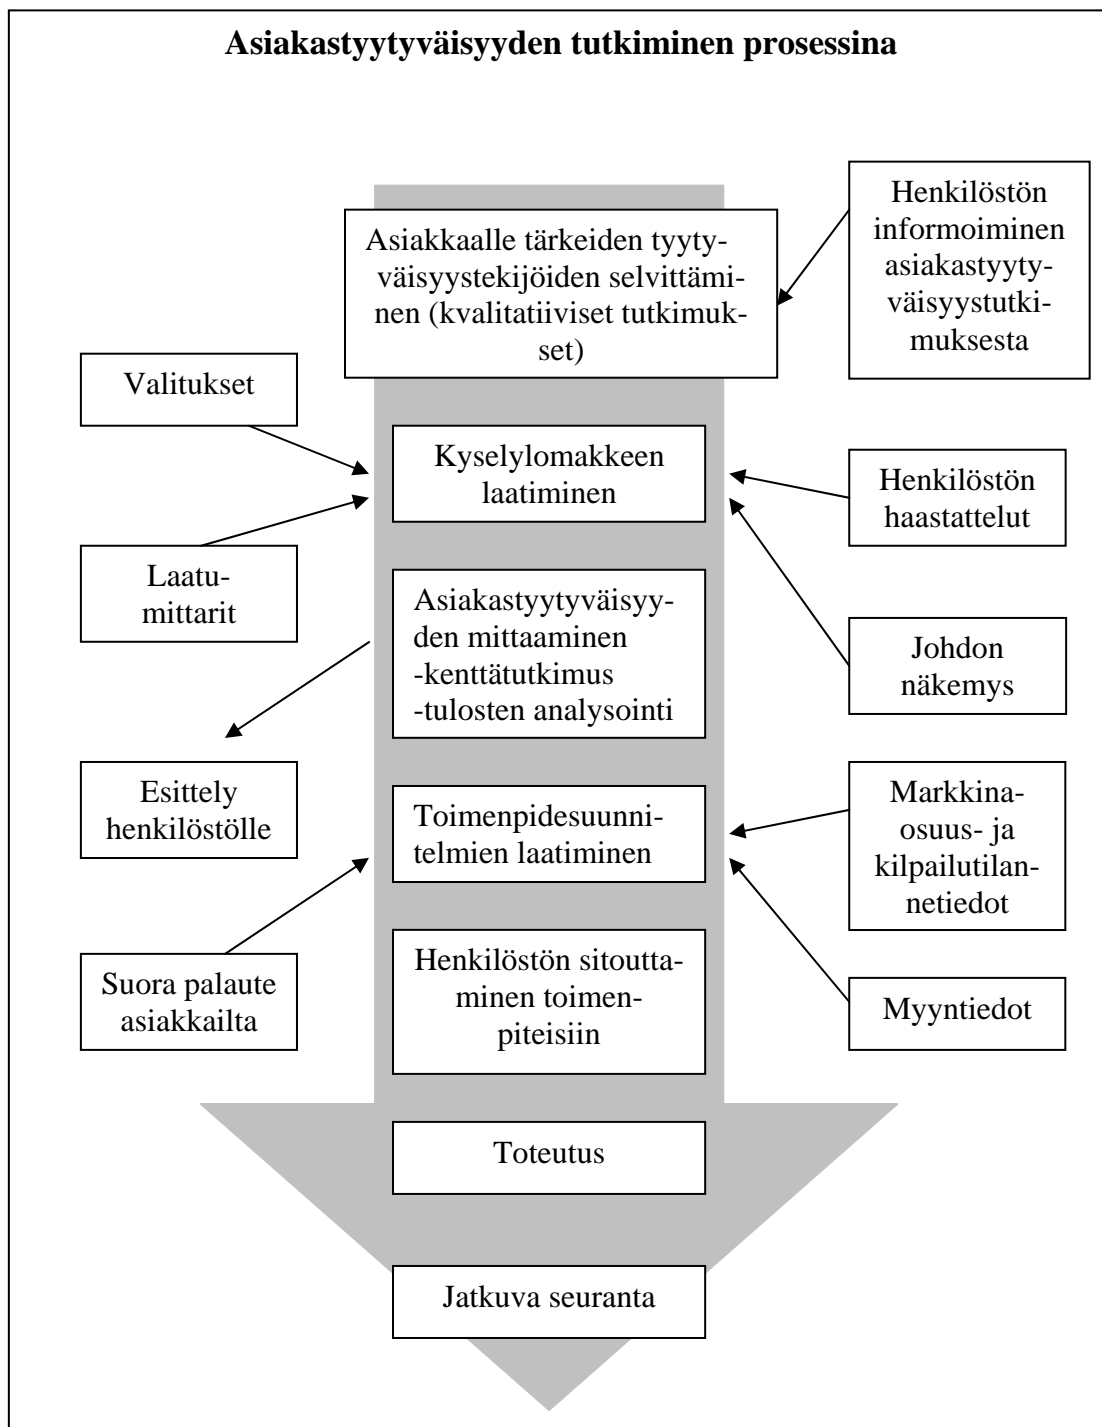 Asiakastyytyväisyyden tutkiminen prosessina
Asiakkaalle tärkeiden tyyty-
väisyystekijöiden selvittämi-
nen (kvalitatiiviset tutkimuk-
set)
Henkilöstön
informoiminen
asiakastyyty-
väisyystutki-
muksesta
Valitukset
Kyselylomakkeen
laatiminen
Henkilöstön
haastattelut
Laatu-
mittarit
Asiakastyytyväisyy-
den mittaaminen
-kenttätutkimus
-tulosten analysointi
Johdon
näkemys
Esittely
henkilöstölle
Toimenpidesuunni-
telmien laatiminen
Markkina-
osuus- ja
kilpailutilan-
netiedot
Suora palaute
asiakkailta
Henkilöstön sitoutta-
minen toimen-
piteisiin
Myyntiedot
Toteutus
Jatkuva seuranta